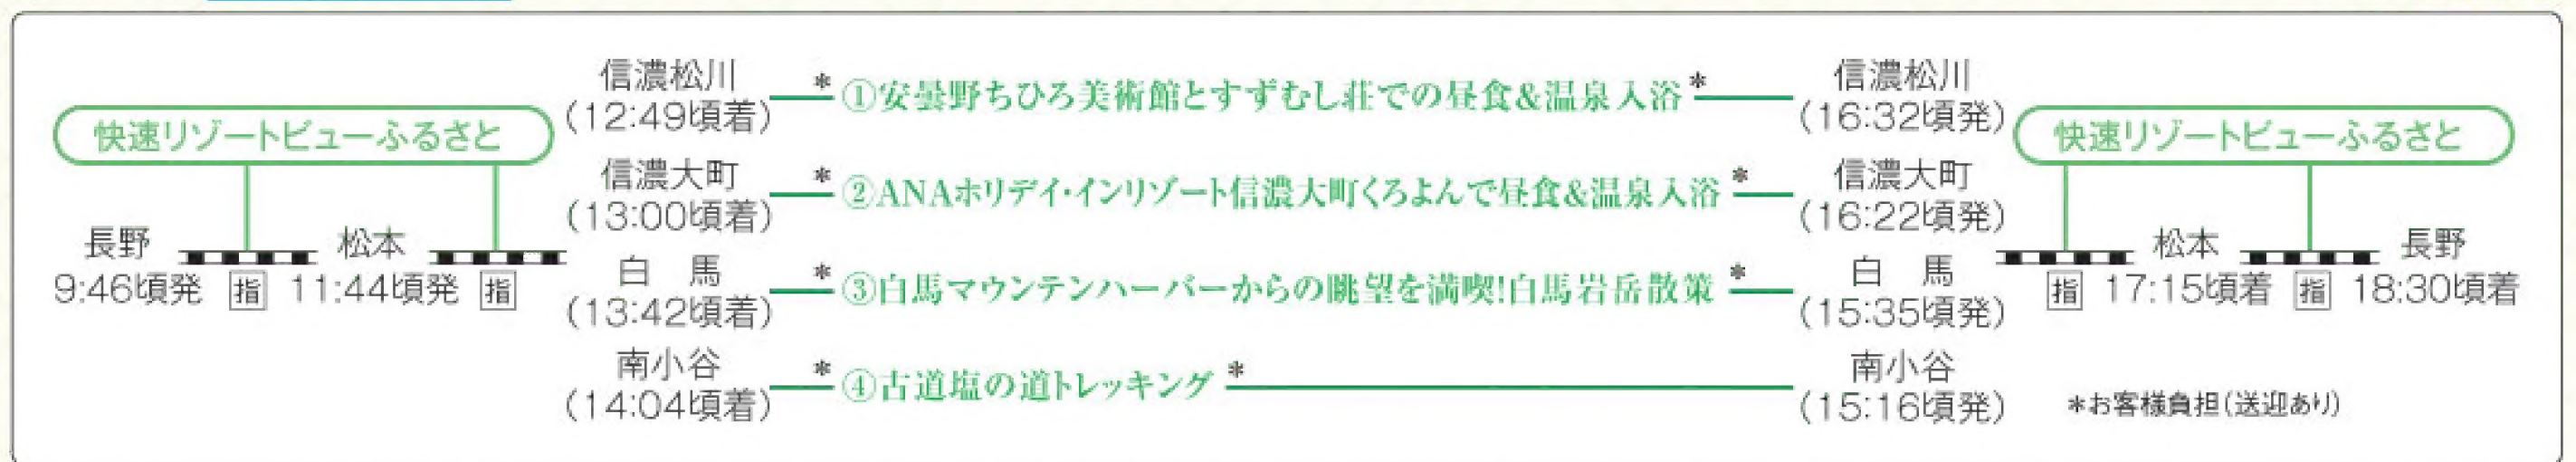 快速リゾートビューふるさと
長野
9:46頃発
指
松本
11:44頃発
指
信濃松川
(12:49頃着)
*①安曇野ちひろ美術館とすずむし荘での昼食&温泉入浴*
信濃松川
(16:32頃発)
信濃大町
(13:00頃着)
*②ANAホリデイ・インリゾート信濃大町くろよんで昼食&温泉入浴*
信濃大町
(16:22頃発)
白 馬
(13:42頃着)
*③白馬マウンテンハーバーからの眺望を満喫!白馬岩岳散策*
白 馬
(15:35頃発)
南小谷
(14:04頃着)
*④古道塩の道トレッキング*
南小谷
(15:16頃発)
快速リゾートビューふるさと
指
松本
17:15頃着
指
長野
18:30頃着
*お客様負担(送迎あり)